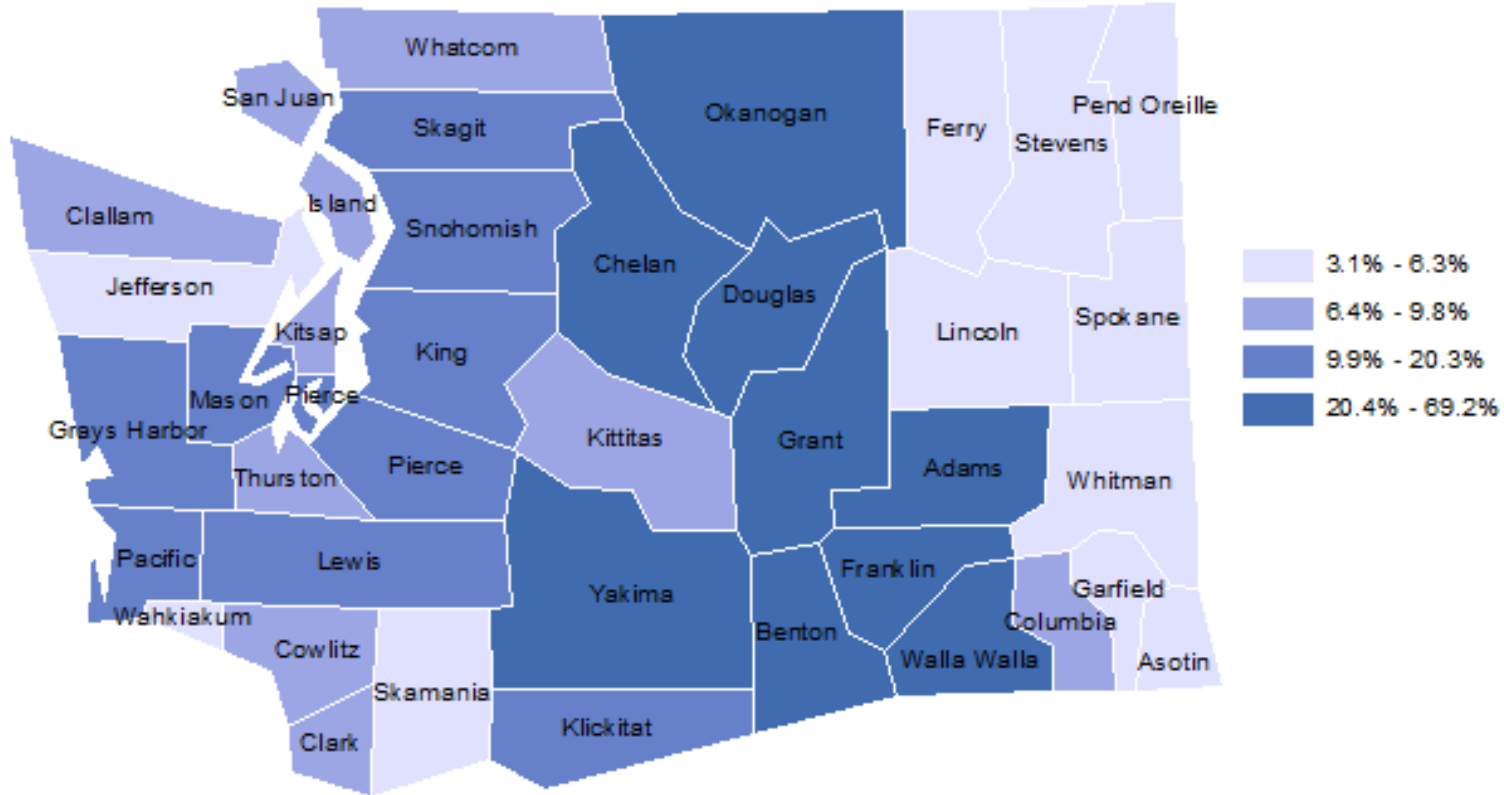 Whatcom
San Juan
Skagit
Okanogan
Ferry
Stevens
Pend Oreille
Clallam
Island
Snohomish
Chelan
Douglas
Jefferson
Kitsap
King
Lincoln
Spokane
Mason
Pierce
Grays Harbor
Kittitas
Grant
Adams
Whitman
Thurston
Pierce
Pacific
Lewis
Yakima
Franklin
Garfield
Wahkiakum
Benton
Columbia
Cowlitz
Walla Walla
Asotin
Skamania
Klickitat
Clark
3.1% - 6.3%
6.4% - 9.8%
9.9% - 20.3%
20.4% - 69.2%